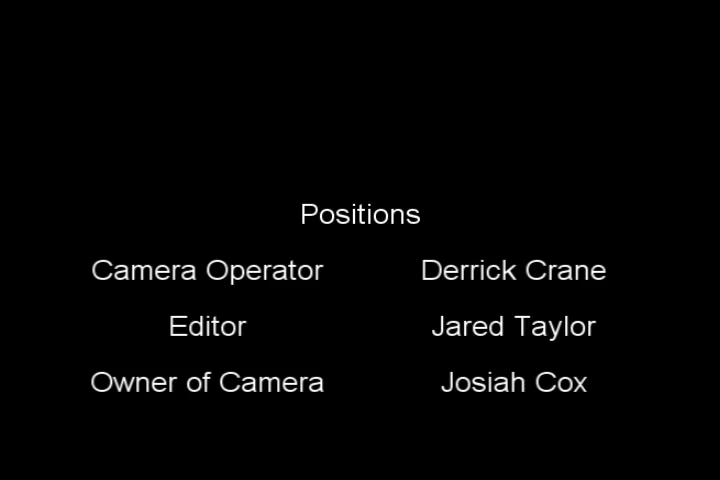 Positions
Camera Operator Derrick Crane
Editor Jared Taylor
Owner of Camera Josiah Cox